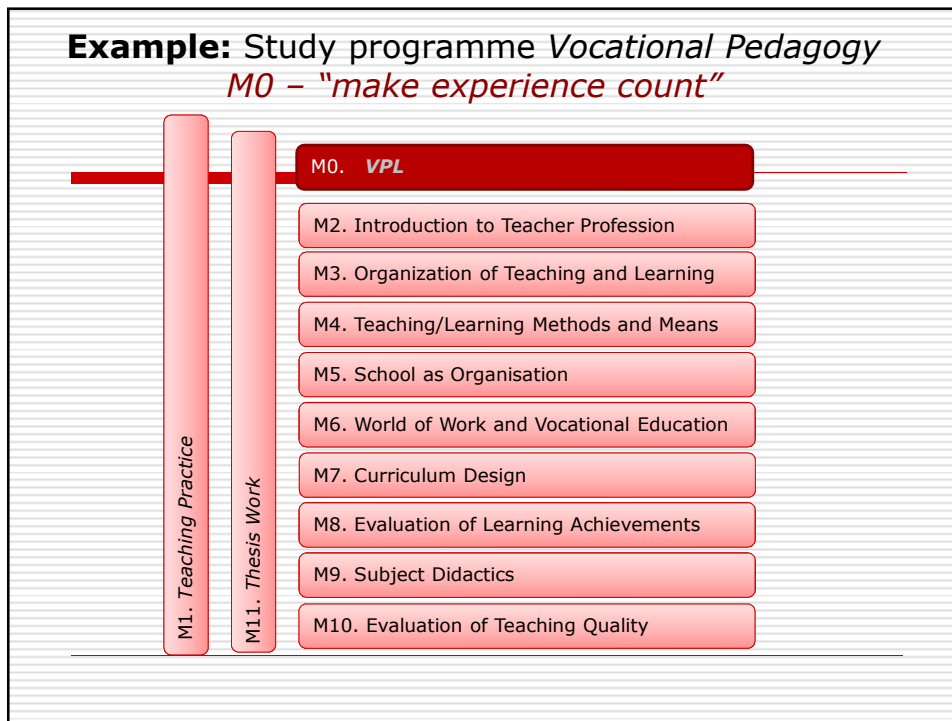 Example: Study programme Vocational Pedagogy
M0 – “make experience count”
M0. VPL
M2. Introduction to Teacher Profession
M3. Organization of Teaching and Learning
M4. Teaching/Learning Methods and Means
M5. School as Organisation
M6. World of Work and Vocational Education
M7. Curriculum Design
M8. Evaluation of Learning Achievements
M9. Subject Didactics
M10. Evaluation of Teaching Quality
M1. Teaching Practice
M11. Thesis Work